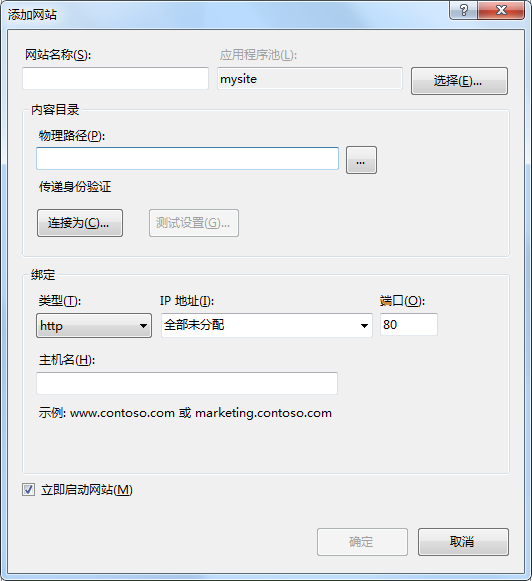 添加网站
网站名称(S): 应用程序池(L):
mysite 选择(E)...
内容目录
物理路径(P):
...
传递身份验证
连接为(C)... 测试设置(G)...
绑定
类型(T): IP 地址(I): 端口(O):
http 全部未分配 80
主机名(H):
示例: www.contoso.com 或 marketing.contoso.com
立即启动网站(M)
确定 取消